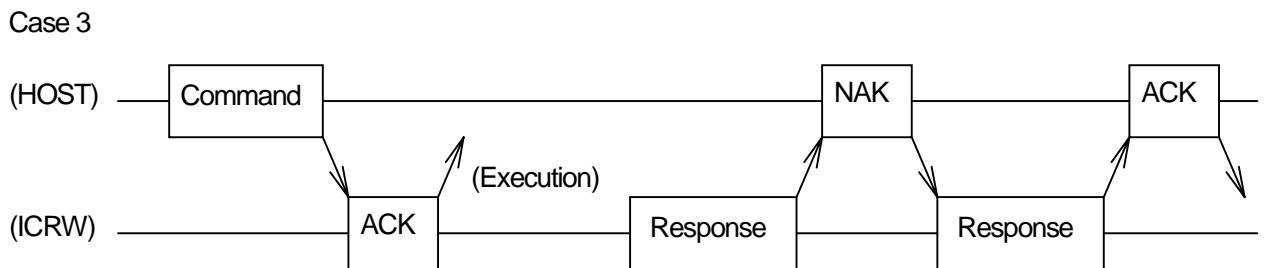 Case 3
(HOST) Command NAK ACK
(Execution)
(ICRW) ACK Response Response